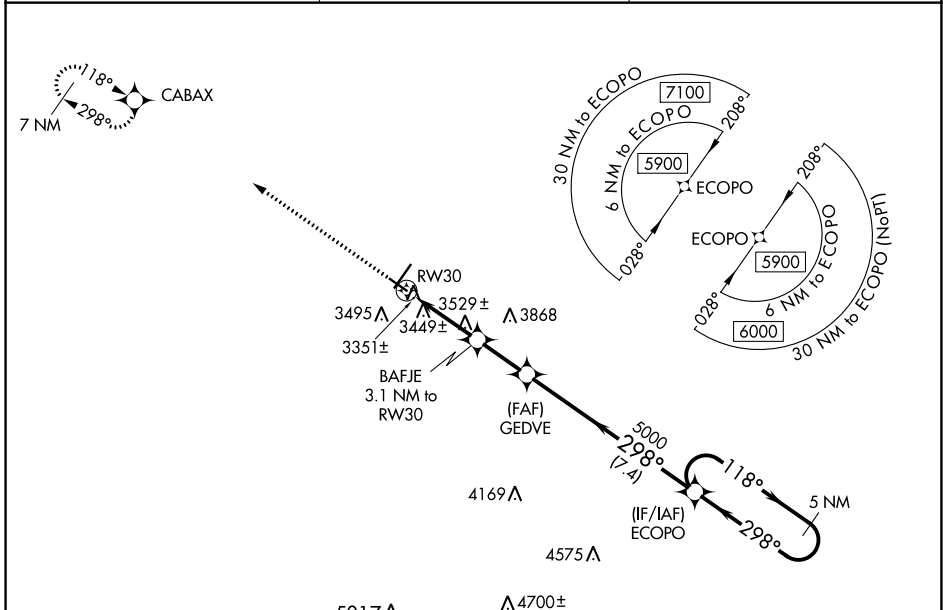 118°
298°
CABAX
7 NM
30 NM to ECOPO
7100
208°
6 NM to ECOPO
5900
ECOPO
028°
208°
ECOPO
5900
028°
6 NM to ECOPO
6000
30 NM to ECOPO (NoPT)
RW30
3495
3449±
3529±
3868
3351±
BAFJE
3.1 NM to
RW30
(FAF)
GEDVE
5000
298°
(7.4)
118°
5 NM
(IF/IAF)
ECOPO
298°
4169
4575
4700±